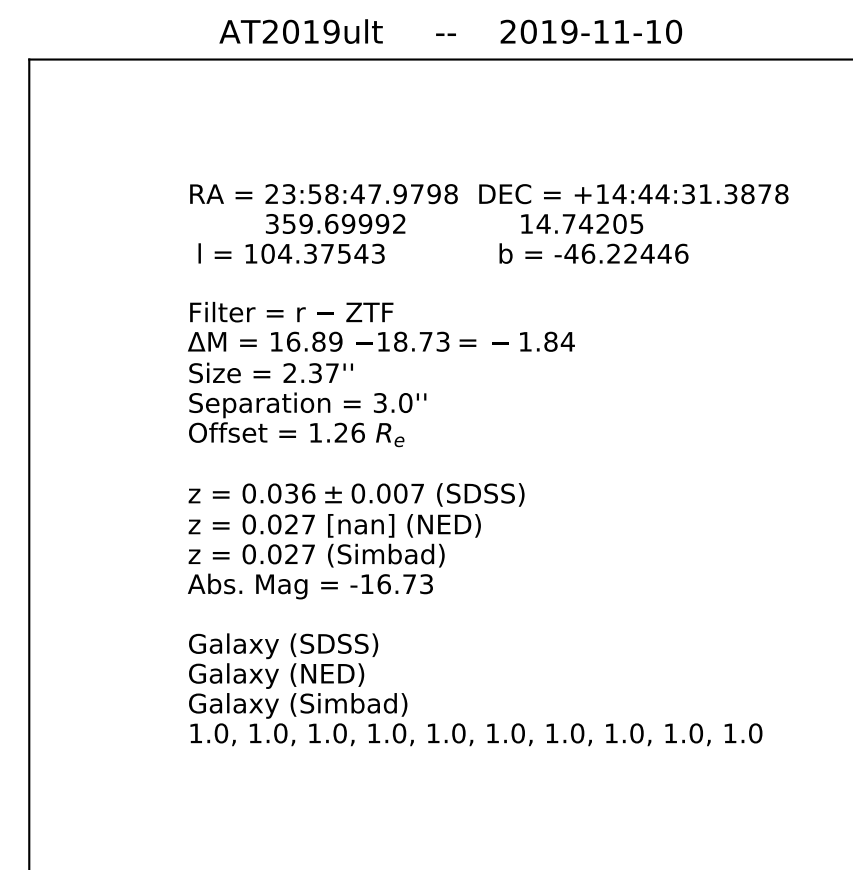 AT2019ult -- 2019-11-10
RA = 23:58:47.9798 DEC = +14:44:31.3878
359.69992 14.74205
l = 104.37543 b = -46.22446
Filter = r − ZTF
ΔM = 16.89 −18.73 = − 1.84
Size = 2.37''
Separation = 3.0''
Offset = 1.26 Rₑ
z = 0.036 ± 0.007 (SDSS)
z = 0.027 [nan] (NED)
z = 0.027 (Simbad)
Abs. Mag = -16.73
Galaxy (SDSS)
Galaxy (NED)
Galaxy (Simbad)
1.0, 1.0, 1.0, 1.0, 1.0, 1.0, 1.0, 1.0, 1.0, 1.0